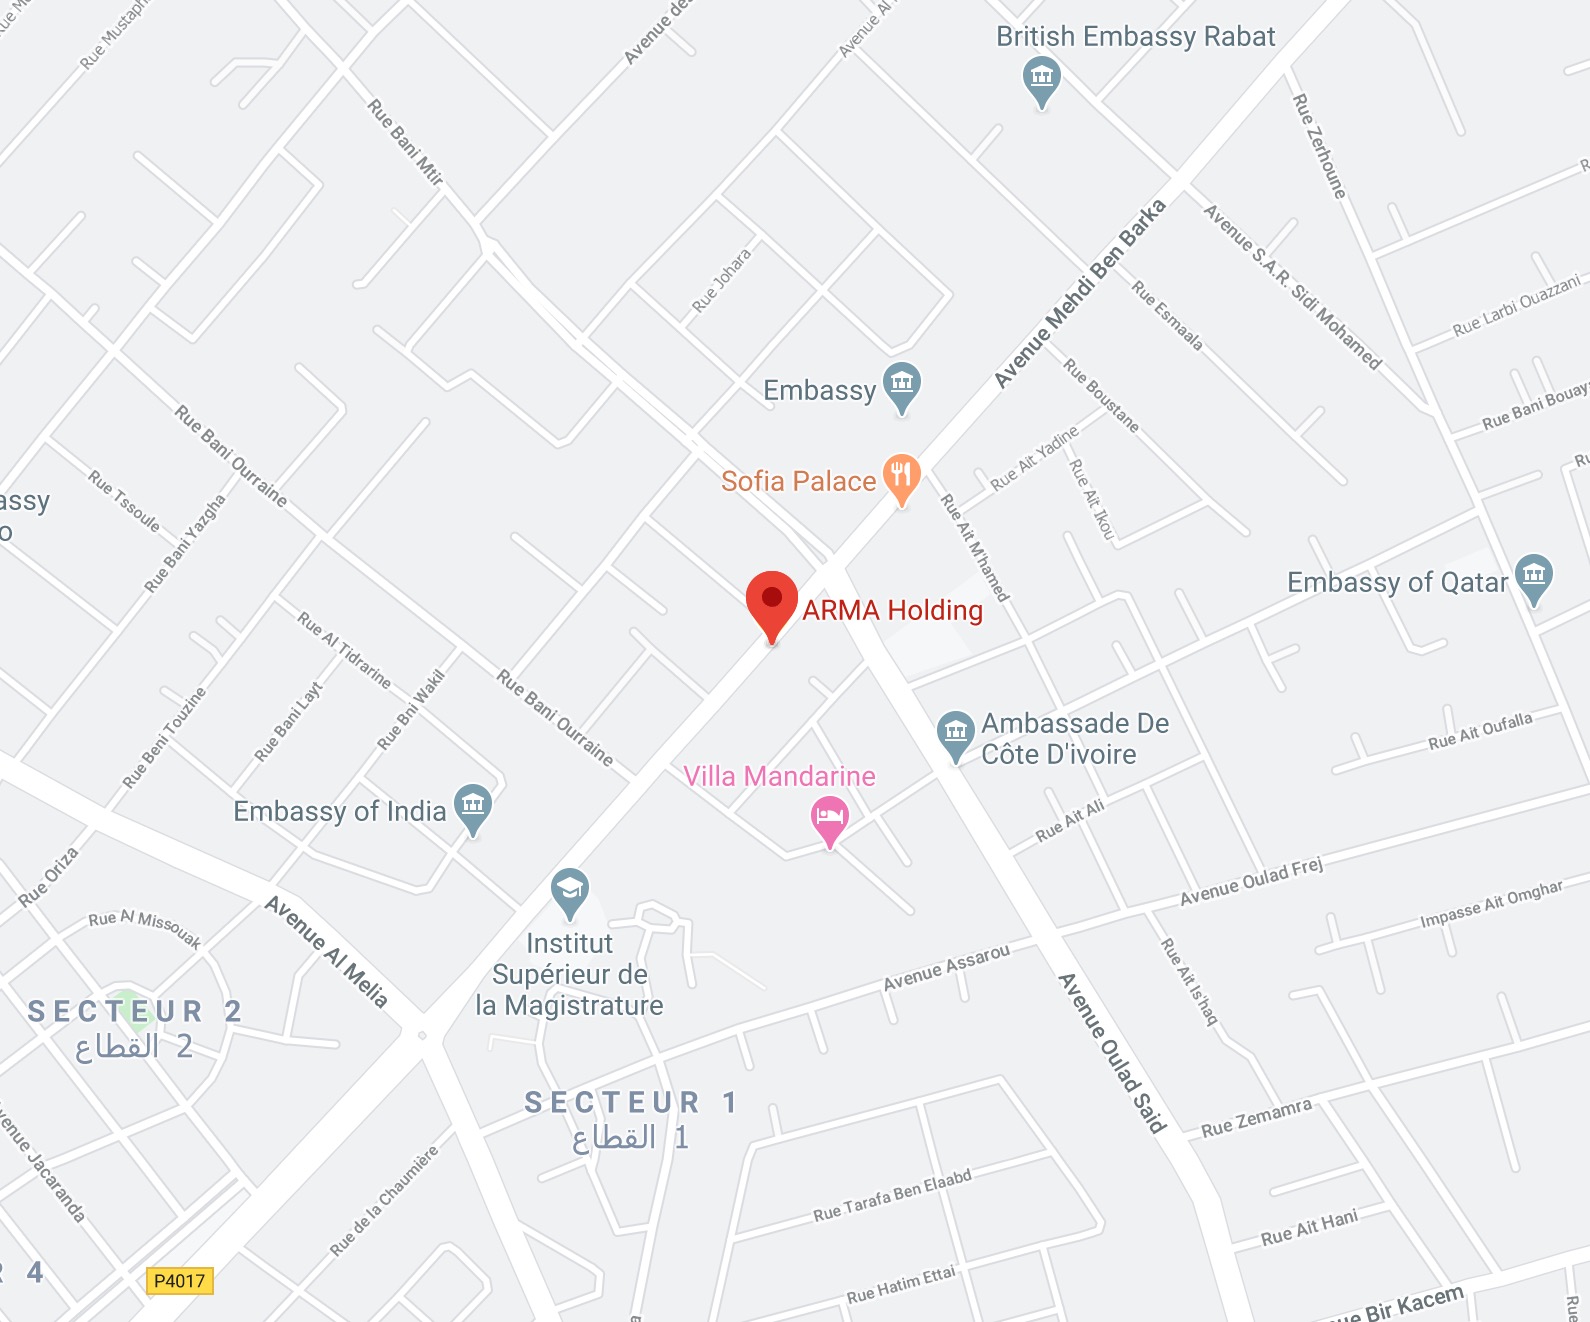 Rue Mustaph
Avenue des
Avenue Al
British Embassy Rabat
Rue Bani Mtir
Rue Zerhoune
Avenue Mehdi Ben Barka
Avenue S.A.R. Sidi Mohamed
Rue Johara
Rue Esmaala
Rue Larbi Ouazzani
Embassy
Rue Boustane
Rue Bani Bouay
Rue Bani Ourraine
Rue Ait Yadine
Sofia Palace
Rue Tssoule
Rue Bani Yazgha
Rue Ait Ikou
Rue Ait M'hamed
assy
o
Embassy of Qatar
ARMA Holding
Rue Al Tidrarine
Rue Bani Layt
Rue Bni Wakil
Rue Beni Touzine
Rue Bani Ourraine
Ambassade De
Côte D'ivoire
Rue Ait Oufalla
Villa Mandarine
Embassy of India
Rue Ait Ali
Rue Oriza
Avenue Oulad Frej
Impasse Ait Omghar
Rue Al Missouak
Avenue Al Melia
Institut
Supérieur de
la Magistrature
Avenue Assarou
Rue Ait Is'haq
SECTEUR 2
القطاع 2
Avenue Oulad Said
SECTEUR 1
القطاع 1
Rue Zemamra
venue Jacaranda
Rue de la Chaumière
Rue Tarafa Ben Elaabd
Rue Ait Hani
R 4
P4017
Rue Hatim Ettai
ue Bir Kacem
Rue